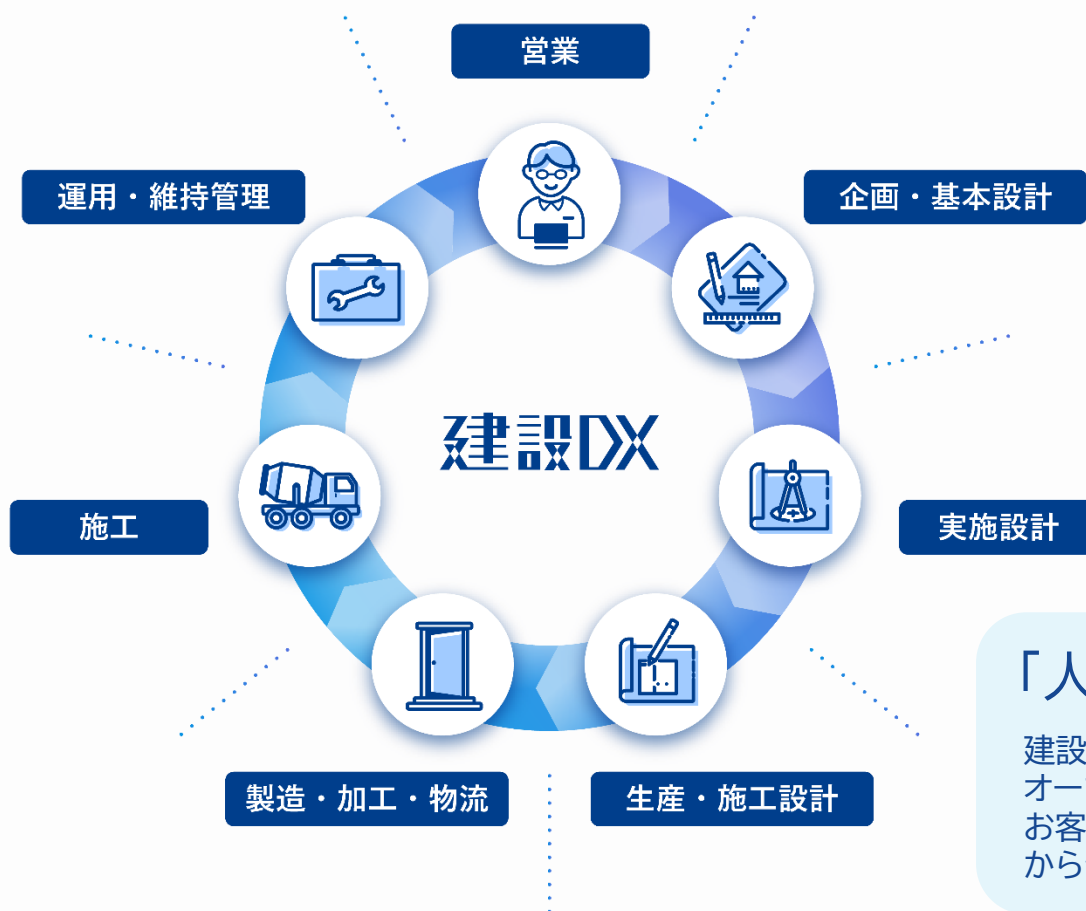 営業
運用・維持管理
企画・基本設計
建設DX
施工
実施設計
「人
建設
オー
お客
から
製造・加工・物流
生産・施工設計